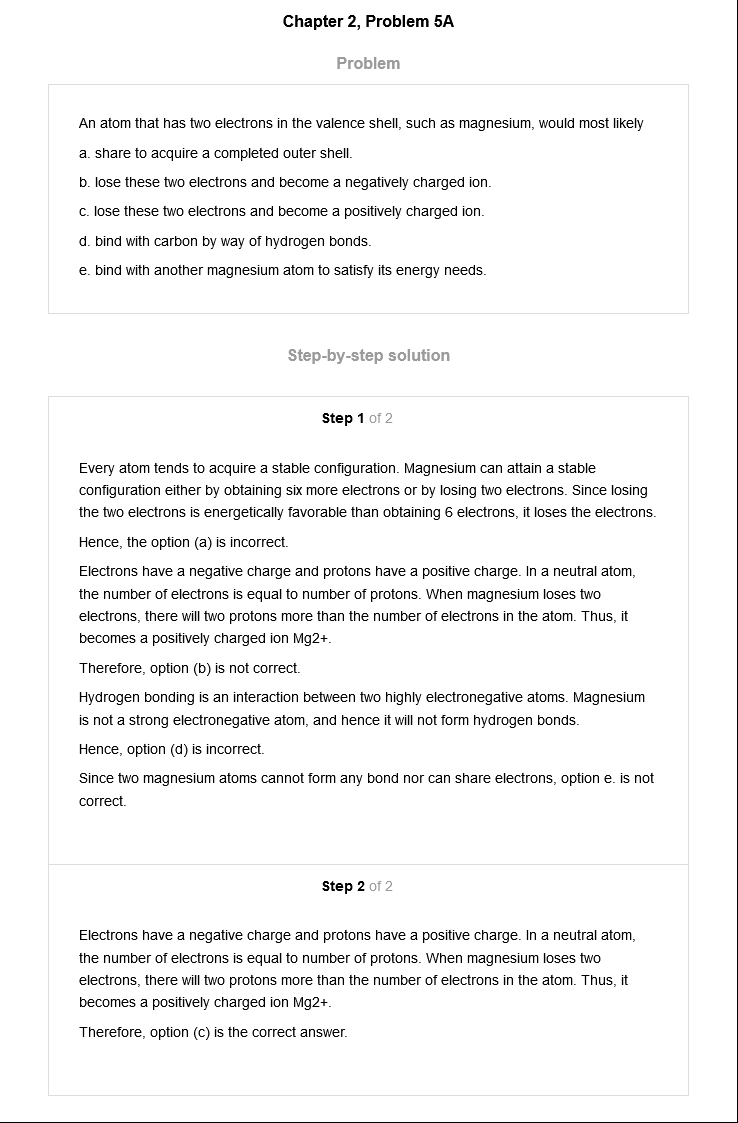 Chapter 2, Problem 5A
Problem
An atom that has two electrons in the valence shell, such as magnesium, would most likely
a. share to acquire a completed outer shell.
b. lose these two electrons and become a negatively charged ion.
c. lose these two electrons and become a positively charged ion.
d. bind with carbon by way of hydrogen bonds.
e. bind with another magnesium atom to satisfy its energy needs.
Step-by-step solution
Step 1 of 2
Every atom tends to acquire a stable configuration. Magnesium can attain a stable
configuration either by obtaining six more electrons or by losing two electrons. Since losing
the two electrons is energetically favorable than obtaining 6 electrons, it loses the electrons.
Hence, the option (a) is incorrect.
Electrons have a negative charge and protons have a positive charge. In a neutral atom,
the number of electrons is equal to number of protons. When magnesium loses two
electrons, there will two protons more than the number of electrons in the atom. Thus, it
becomes a positively charged ion Mg2+.
Therefore, option (b) is not correct.
Hydrogen bonding is an interaction between two highly electronegative atoms. Magnesium
is not a strong electronegative atom, and hence it will not form hydrogen bonds.
Hence, option (d) is incorrect.
Since two magnesium atoms cannot form any bond nor can share electrons, option e. is not
correct.
Step 2 of 2
Electrons have a negative charge and protons have a positive charge. In a neutral atom,
the number of electrons is equal to number of protons. When magnesium loses two
electrons, there will two protons more than the number of electrons in the atom. Thus, it
becomes a positively charged ion Mg2+.
Therefore, option (c) is the correct answer.